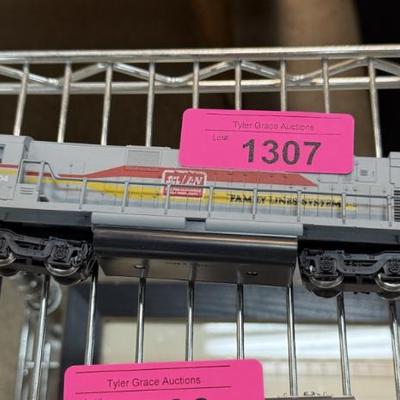 Tyler Grace Auctions
Lot#
1307
FAMILY LINES SYSTEM
Tyler Grace Auctions